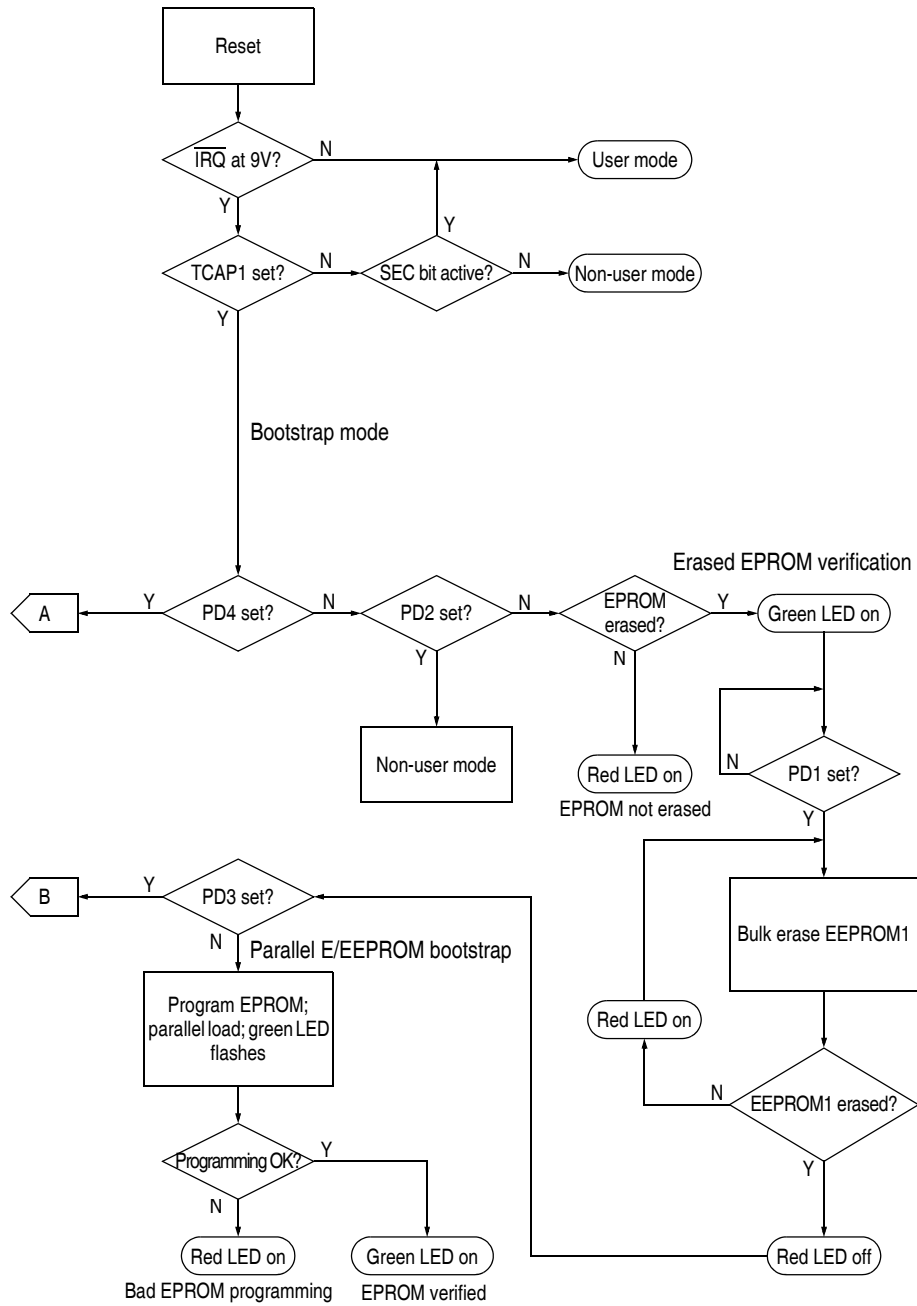 Reset
IRQ at 9V?
N
User mode
Y
Y
TCAP1 set?
N
SEC bit active?
N
Non-user mode
Y
Bootstrap mode
Erased EPROM verification
A
Y
PD4 set?
N
PD2 set?
N
EPROM
erased?
Y
Green LED on
Y
N
Non-user mode
Red LED on
EPROM not erased
N
PD1 set?
Y
B
Y
PD3 set?
N
Parallel E/EEPROM bootstrap
Bulk erase EEPROM1
Program EPROM;
parallel load; green LED
flashes
Red LED on
N
EEPROM1 erased?
Y
Programming OK?
Y
N
Red LED on
Bad EPROM programming
Green LED on
EPROM verified
Red LED off